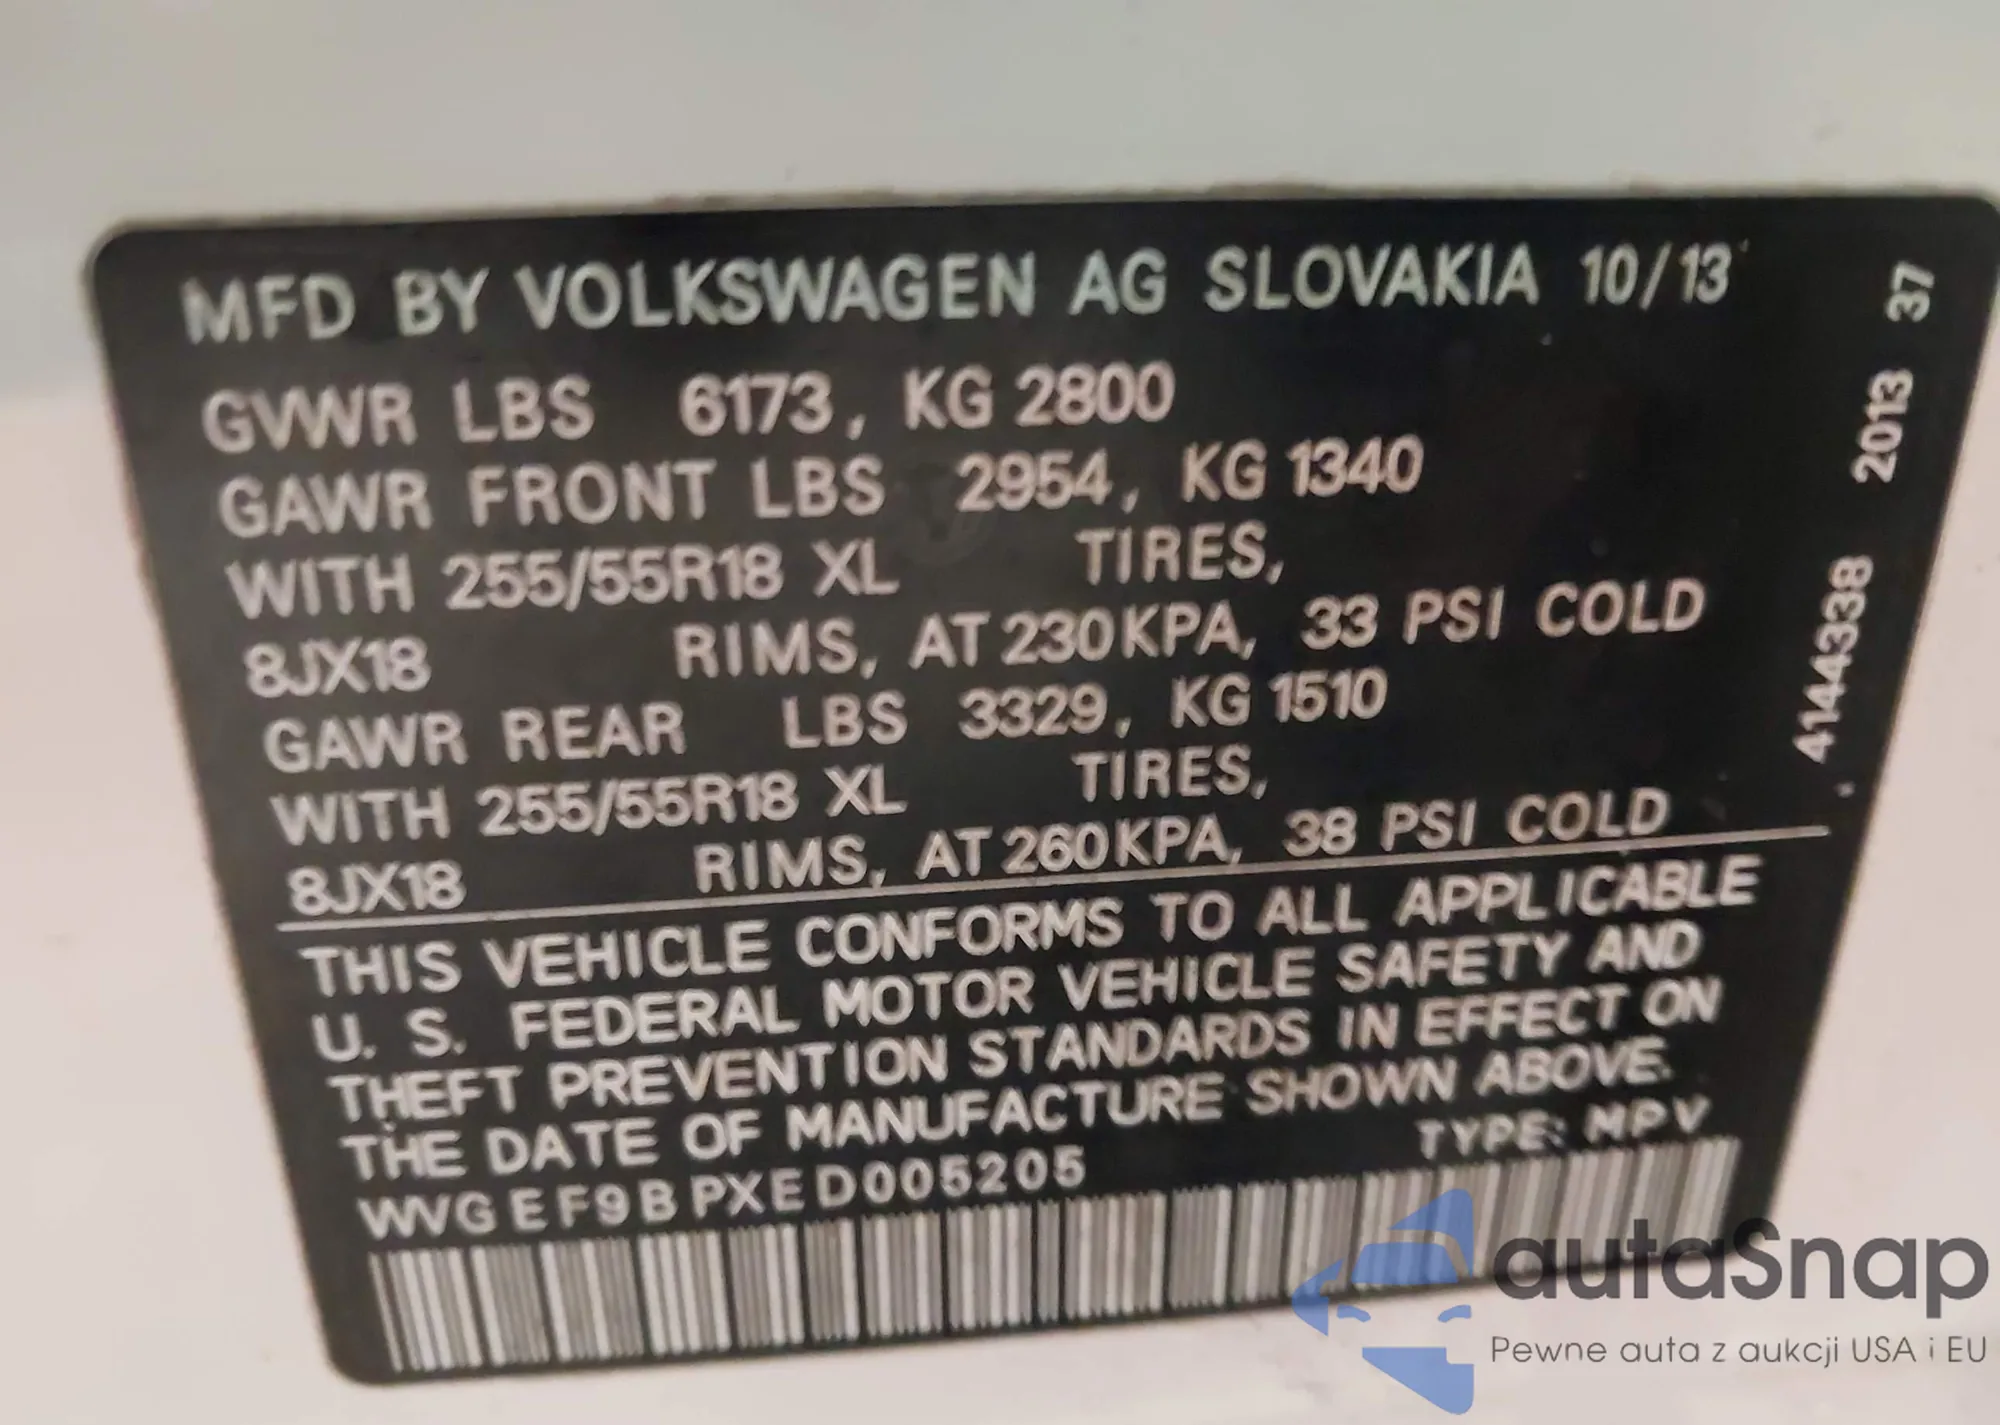 MFD BY VOLKSWAGEN AG SLOVAKIA 10/13
GVWR LBS 6173, KG 2800
GAWR FRONT LBS 2954, KG 1340
WITH 255/55R18 XL TIRES,
8JX18 RIMS, AT 230KPA, 33 PSI COLD
GAWR REAR LBS 3329, KG 1510
WITH 255/55R18 XL TIRES,
8JX18 RIMS, AT 260KPA, 38 PSI COLD
THIS VEHICLE CONFORMS TO ALL APPLICABLE
U. S. FEDERAL MOTOR VEHICLE SAFETY AND
THEFT PREVENTION STANDARDS IN EFFECT ON
THE DATE OF MANUFACTURE SHOWN ABOVE.
WVGEF9BPXED005205 TYPE: MPV
4144338 2013 37
autaSnap
Pewne auta z aukcji USA i EU